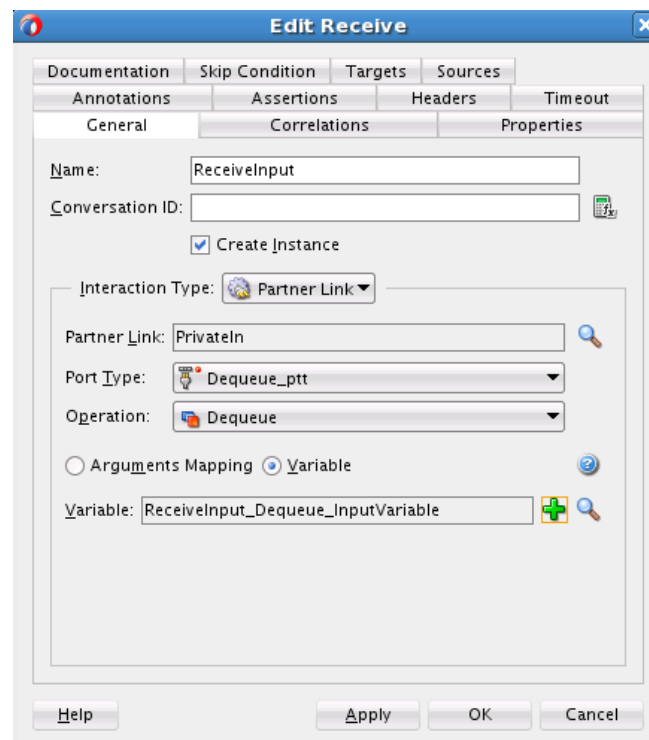 Edit Receive
Documentation Skip Condition Targets Sources
Annotations Assertions Headers Timeout
General Correlations Properties
Name: ReceiveInput
Conversation ID:
Create Instance
Interaction Type: Partner Link
Partner Link: PrivateIn
Port Type: Dequeue_ptt
Operation: Dequeue
Arguments Mapping Variable
Variable: ReceiveInput_Dequeue_InputVariable
Help Apply OK Cancel